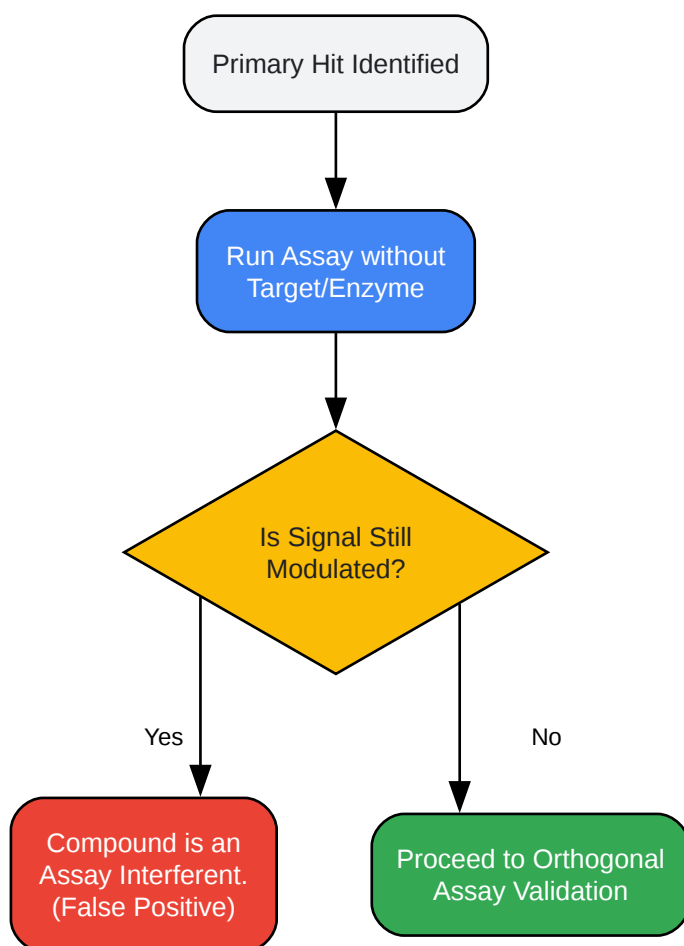 Primary Hit Identified
Run Assay without
Target/Enzyme
Is Signal Still
Modulated?
Yes
No
Compound is an
Assay Interferent.
(False Positive)
Proceed to Orthogonal
Assay Validation